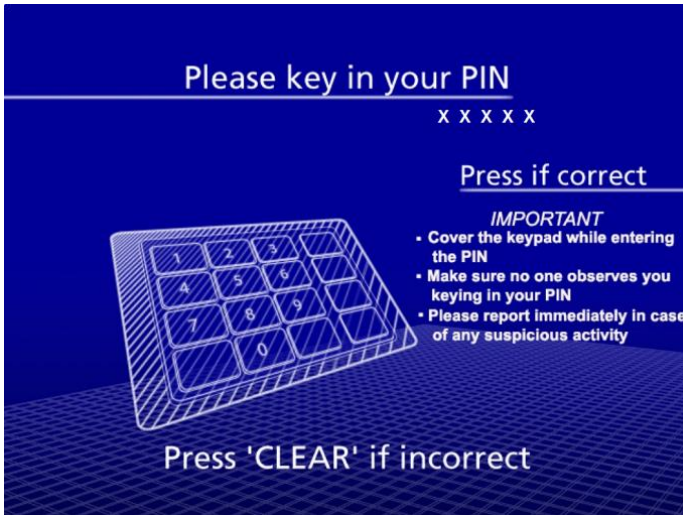 Please key in your PIN
X X X X X
Press if correct
IMPORTANT
▪ Cover the keypad while entering
the PIN
▪ Make sure no one observes you
keying in your PIN
▪ Please report immediately in case
of any suspicious activity
1 2 3
4 5 6
7 8 9
0
Press 'CLEAR' if incorrect